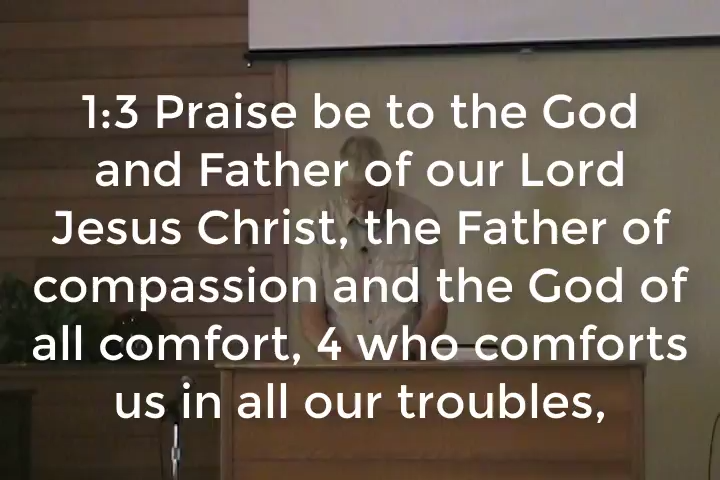 1:3 Praise be to the God
and Father of our Lord
Jesus Christ, the Father of
compassion and the God of
all comfort, 4 who comforts
us in all our troubles,